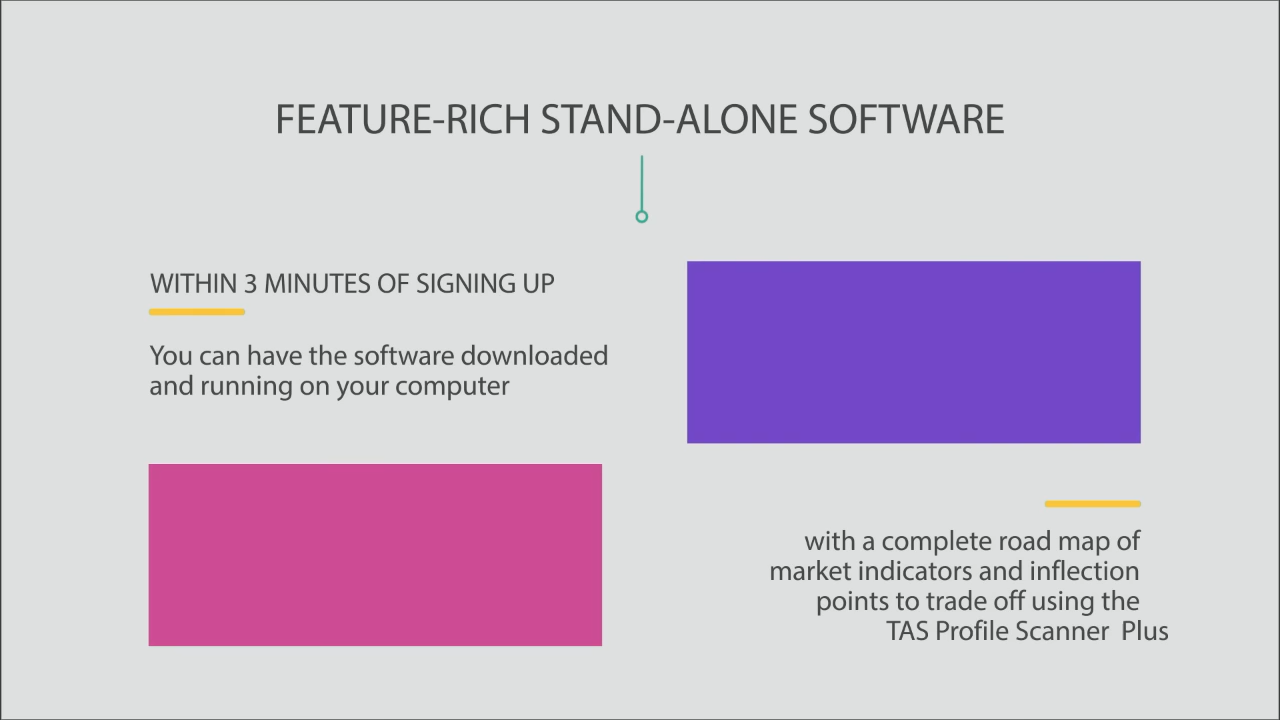 FEATURE-RICH STAND-ALONE SOFTWARE
WITHIN 3 MINUTES OF SIGNING UP
You can have the software downloaded
and running on your computer
with a complete road map of
market indicators and inflection
points to trade off using the
TAS Profile Scanner  Plus